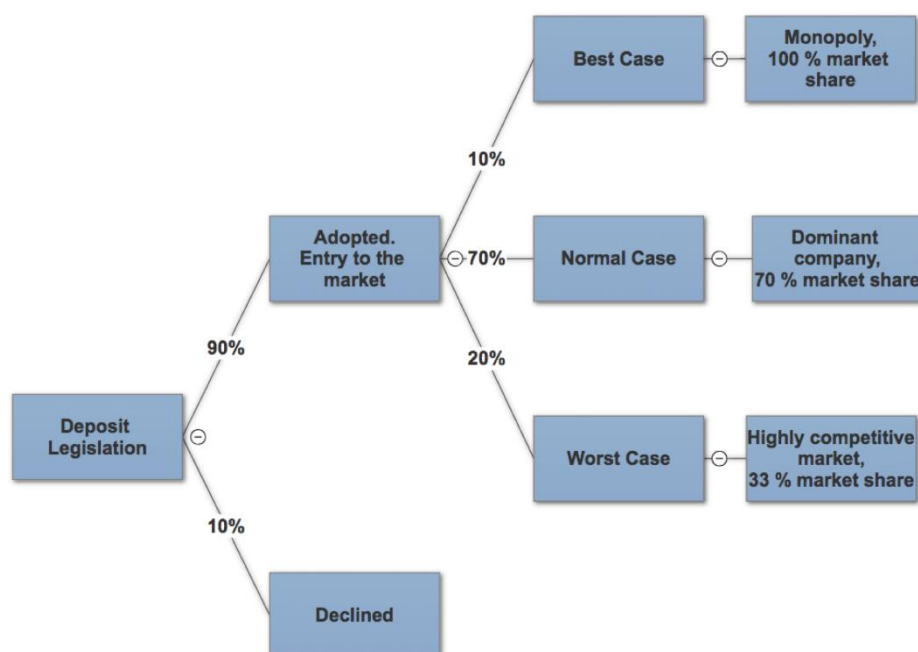 Best Case
Monopoly,
100 % market
share
10%
Adopted.
Entry to the
market
70%
Normal Case
Dominant
company,
70 % market share
90%
20%
Deposit
Legislation
Worst Case
Highly competitive
market,
33 % market share
10%
Declined